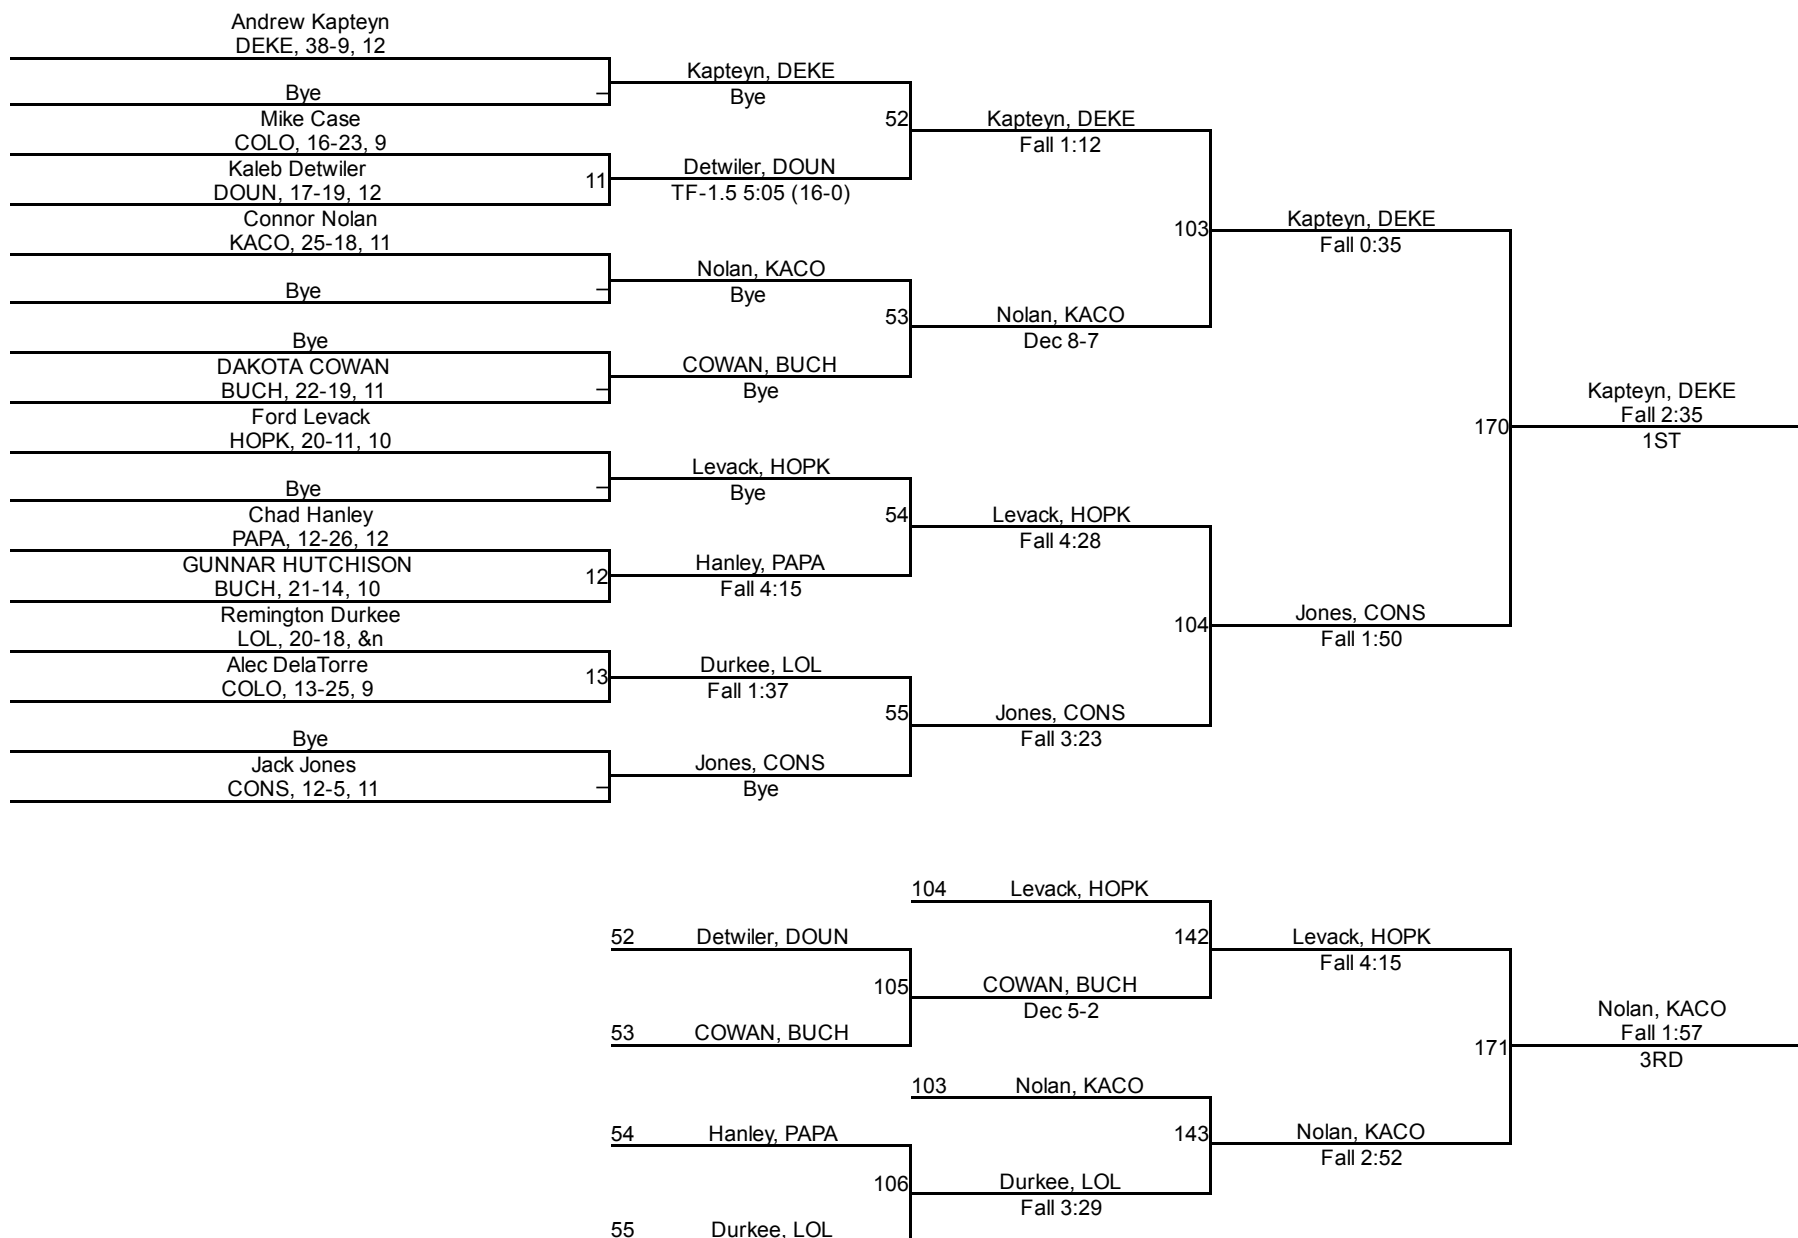 Andrew Kapteyn
DEKE, 38-9, 12
Bye
Mike Case
COLO, 16-23, 9
Kaleb Detwiler
DOUN, 17-19, 12
11
Connor Nolan
KACO, 25-18, 11
Bye
Bye
DAKOTA COWAN
BUCH, 22-19, 11
Ford Levack
HOPK, 20-11, 10
Bye
Chad Hanley
PAPA, 12-26, 12
GUNNAR HUTCHISON
BUCH, 21-14, 10
12
Remington Durkee
LOL, 20-18, &n
Alec DelaTorre
COLO, 13-25, 9
13
Bye
Jack Jones
CONS, 12-5, 11
Kapteyn, DEKE
Bye
52
Detwiler, DOUN
TF-1.5 5:05 (16-0)
Nolan, KACO
Bye
53
COWAN, BUCH
Bye
Levack, HOPK
Bye
54
Hanley, PAPA
Fall 4:15
Durkee, LOL
Fall 1:37
55
Jones, CONS
Bye
Kapteyn, DEKE
Fall 1:12
103
Nolan, KACO
Dec 8-7
Levack, HOPK
Fall 4:28
104
Jones, CONS
Fall 3:23
Kapteyn, DEKE
Fall 0:35
170
Jones, CONS
Fall 1:50
Kapteyn, DEKE
Fall 2:35
1ST
104 Levack, HOPK
52 Detwiler, DOUN
142
105
COWAN, BUCH
Dec 5-2
53 COWAN, BUCH
Levack, HOPK
Fall 4:15
103 Nolan, KACO
54 Hanley, PAPA
143
106
Durkee, LOL
Fall 3:29
55 Durkee, LOL
Nolan, KACO
Fall 2:52
171
Nolan, KACO
Fall 1:57
3RD